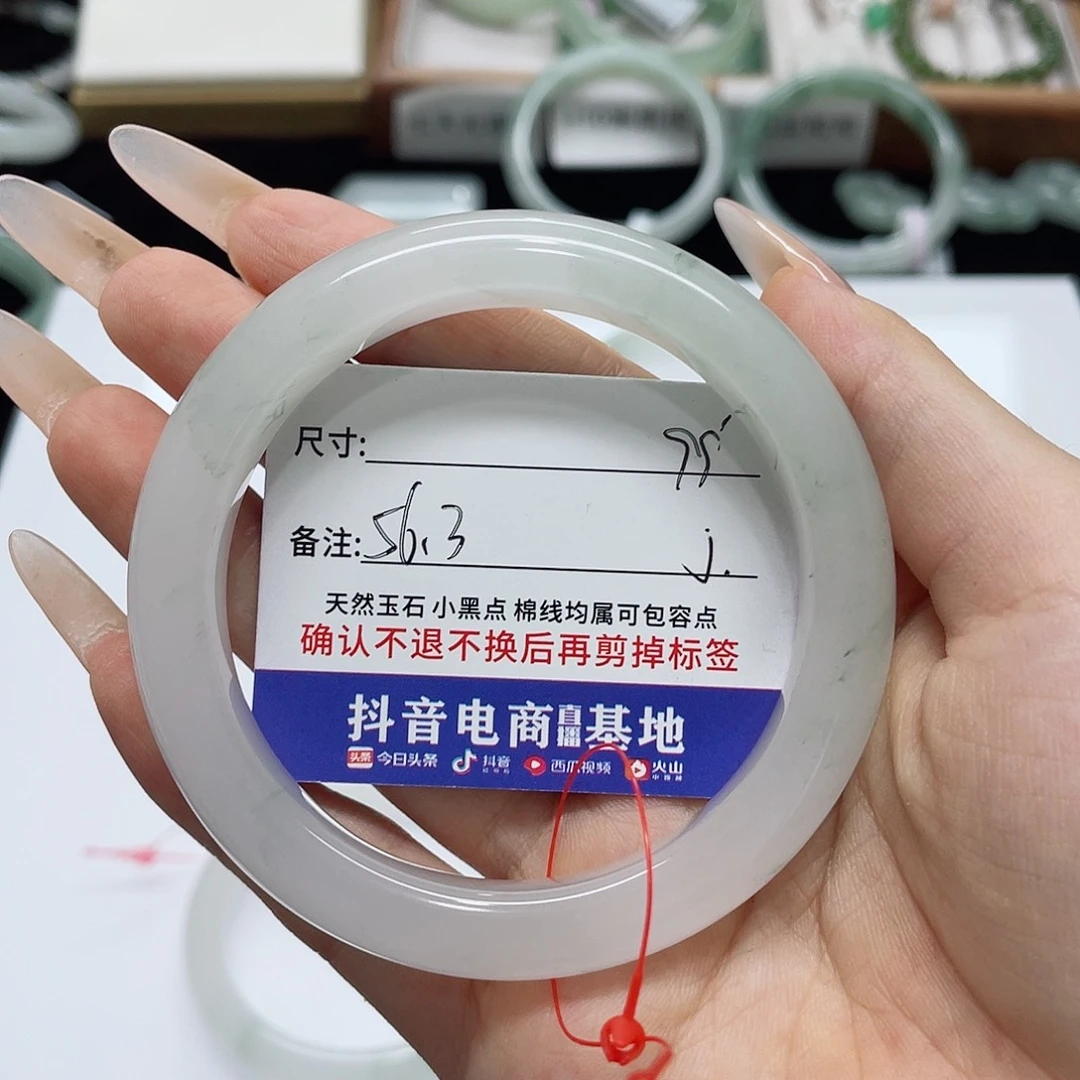 尺寸:
备注:56.3 j.
天然玉石 小黑点 棉线均属可包容点
确认不退不换后再剪掉标签
抖音电商直播基地
头条 今日头条 抖音 西瓜视频 火山